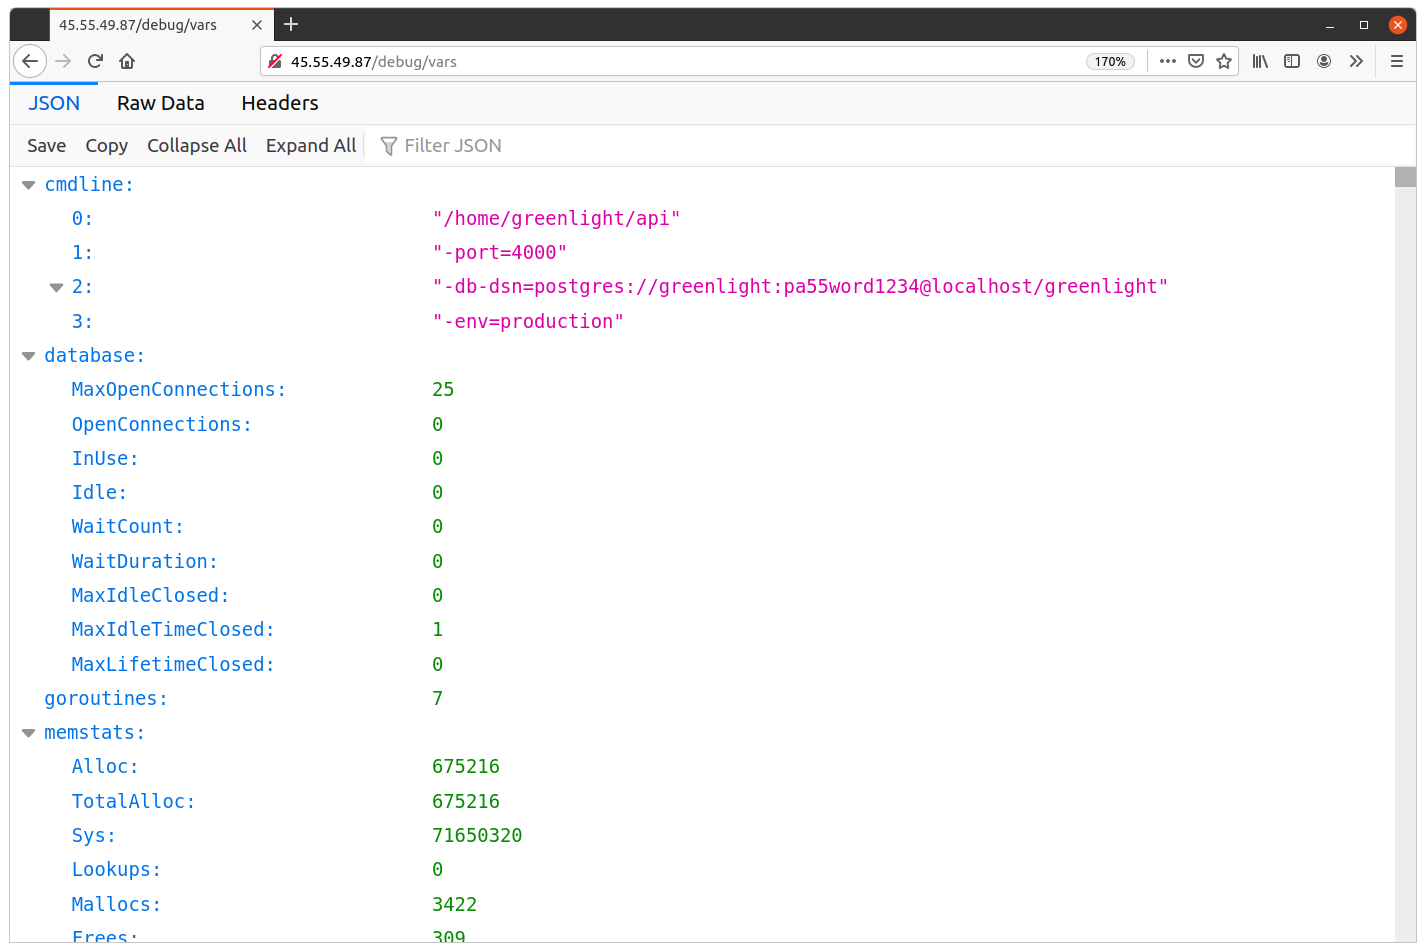 45.55.49.87/debug/vars
45.55.49.87/debug/vars 170%
JSON Raw Data Headers
Save Copy Collapse All Expand All Filter JSON
cmdline:
0: "/home/greenlight/api"
1: "-port=4000"
2: "-db-dsn=postgres://greenlight:pa55word1234@localhost/greenlight"
3: "-env=production"
database:
MaxOpenConnections: 25
OpenConnections: 0
InUse: 0
Idle: 0
WaitCount: 0
WaitDuration: 0
MaxIdleClosed: 0
MaxIdleTimeClosed: 1
MaxLifetimeClosed: 0
goroutines: 7
memstats:
Alloc: 675216
TotalAlloc: 675216
Sys: 71650320
Lookups: 0
Mallocs: 3422
Frees: 309